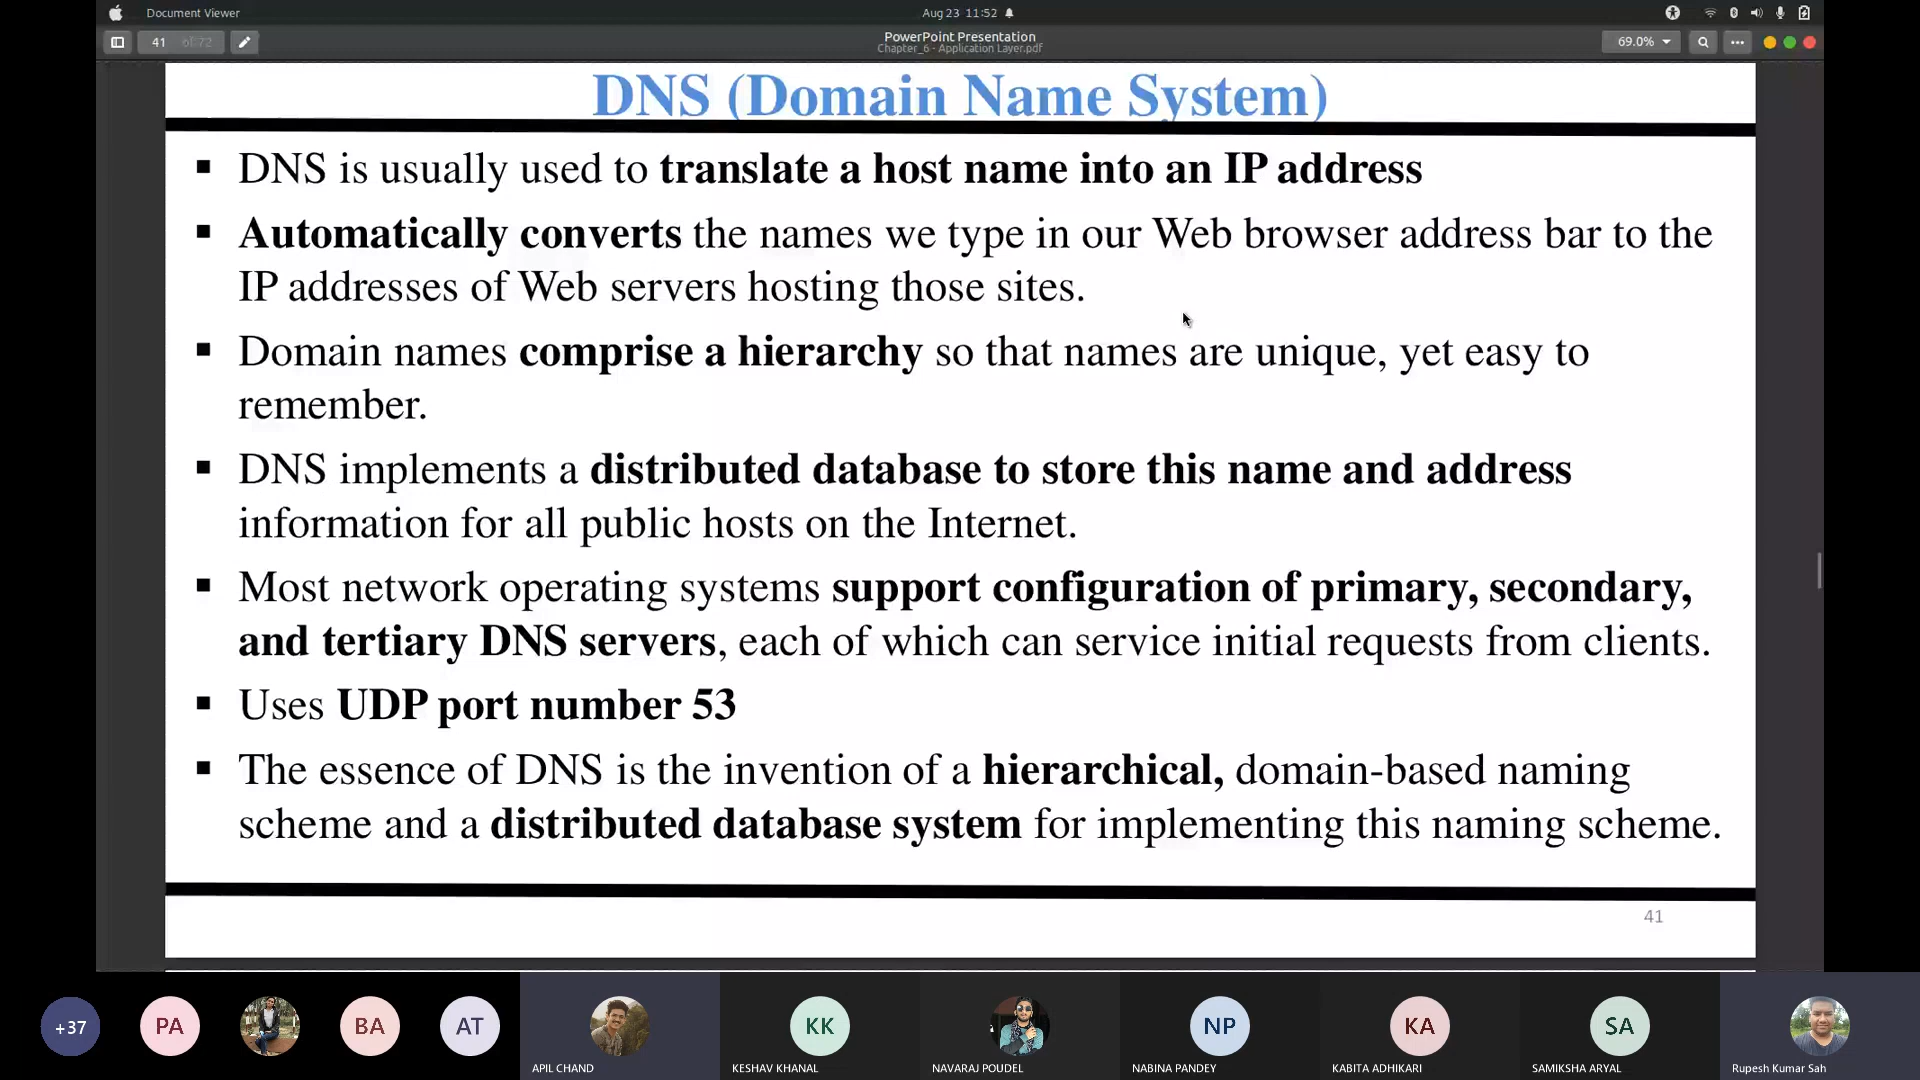 Document Viewer
Aug 23 11:52
41 of 72
PowerPoint Presentation
Chapter_6 - Application Layer.pdf
69.0%
DNS (Domain Name System)
▪ DNS is usually used to translate a host name into an IP address
▪ Automatically converts the names we type in our Web browser address bar to the
IP addresses of Web servers hosting those sites.
▪ Domain names comprise a hierarchy so that names are unique, yet easy to
remember.
▪ DNS implements a distributed database to store this name and address
information for all public hosts on the Internet.
▪ Most network operating systems support configuration of primary, secondary,
and tertiary DNS servers, each of which can service initial requests from clients.
▪ Uses UDP port number 53
▪ The essence of DNS is the invention of a hierarchical, domain-based naming
scheme and a distributed database system for implementing this naming scheme.
41
+37
PA
BA
AT
APIL CHAND
KK
KESHAV KHANAL
NAVARAJ POUDEL
NP
NABINA PANDEY
KA
KABITA ADHIKARI
SA
SAMIKSHA ARYAL
Rupesh Kumar Sah